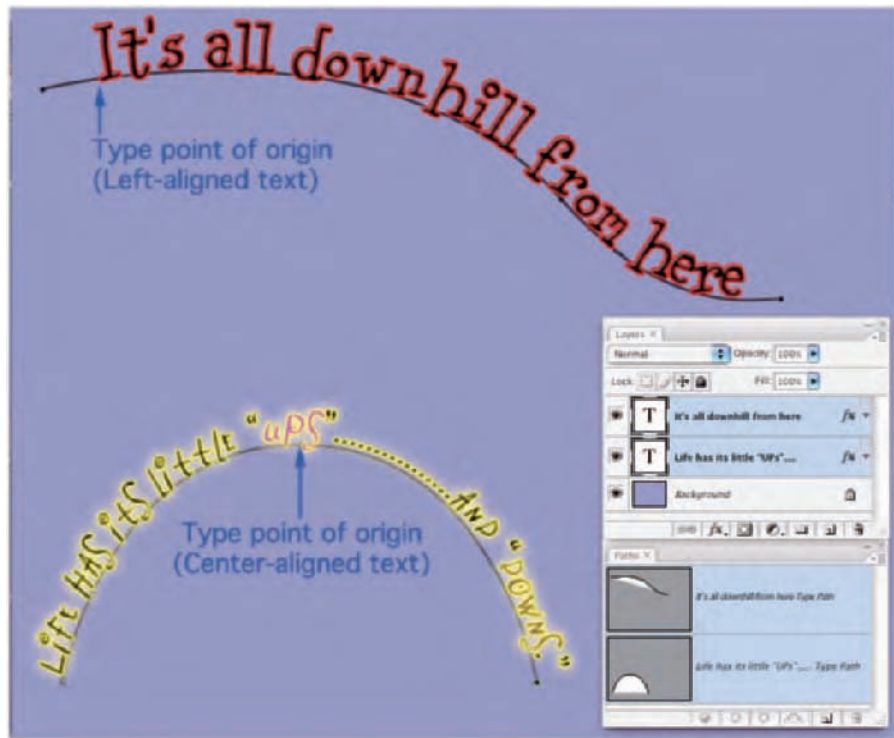 It's all downhill from here
Type point of origin
(Left-aligned text)
Life has its little "ups"..............And "Downs."
Type point of origin
(Center-aligned text)
Layers ×
Normal
Opacity: 100%
Lock:
Fill: 100%
T It's all downhill from here fx
T Life has its little "UPs".... fx
Background
fx.
Paths ×
It's all downhill from here Type Path
Life has its little "UPs".... Type Path